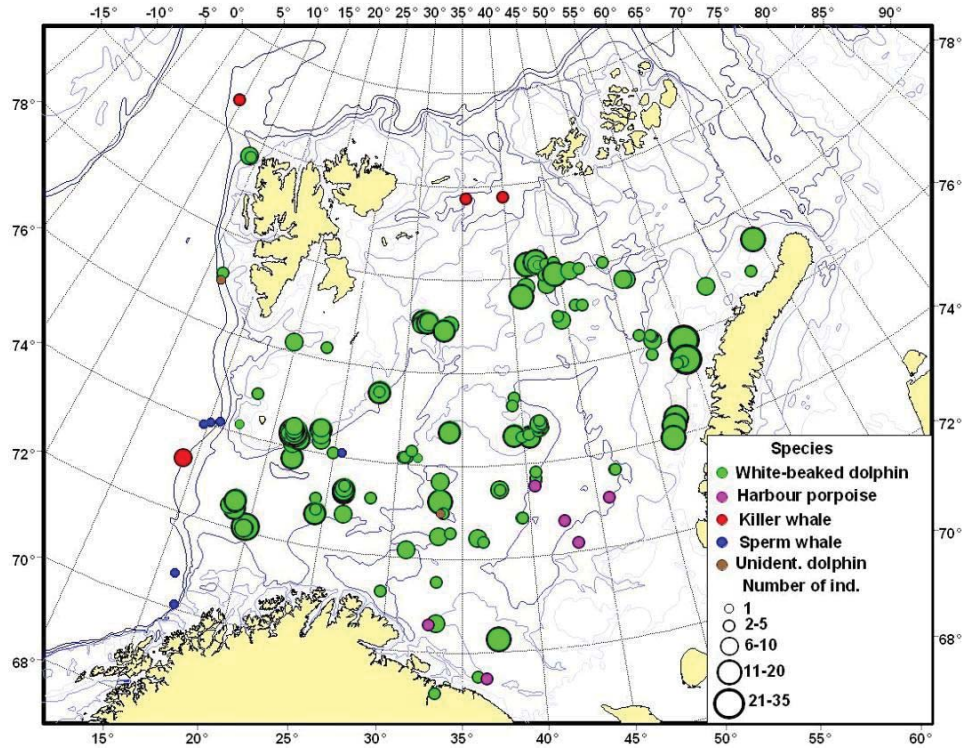 -15° -5° 0° 5° 10° 15° 20° 25° 30° 35° 40° 45° 50° 55° 60° 65° 70° 75° 80° 90°
78°
78°
76°
76°
74°
74°
72°
72°
70°
70°
68°
68°
Species
White-beaked dolphin
Harbour porpoise
Killer whale
Sperm whale
Unident. dolphin
Number of ind.
1
2-5
6-10
11-20
21-35
15° 20° 25° 30° 35° 40° 45° 50° 55° 60°